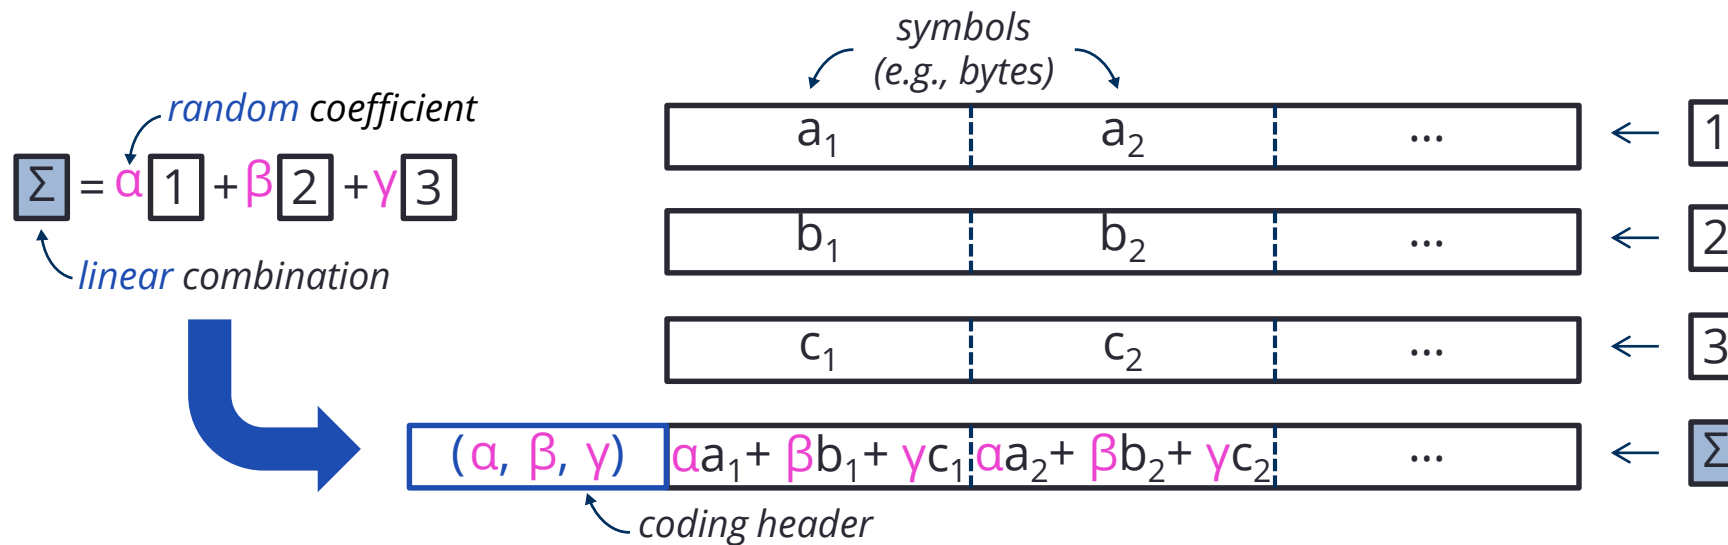 symbols
(e.g., bytes)
random coefficient
Σ = α 1 + β 2 + γ 3
linear combination
a₁ a₂ ... ← 1
b₁ b₂ ... ← 2
c₁ c₂ ... ← 3
(α, β, γ) αa₁+ βb₁+ γc₁ αa₂+ βb₂+ γc₂ ... ← Σ
coding header